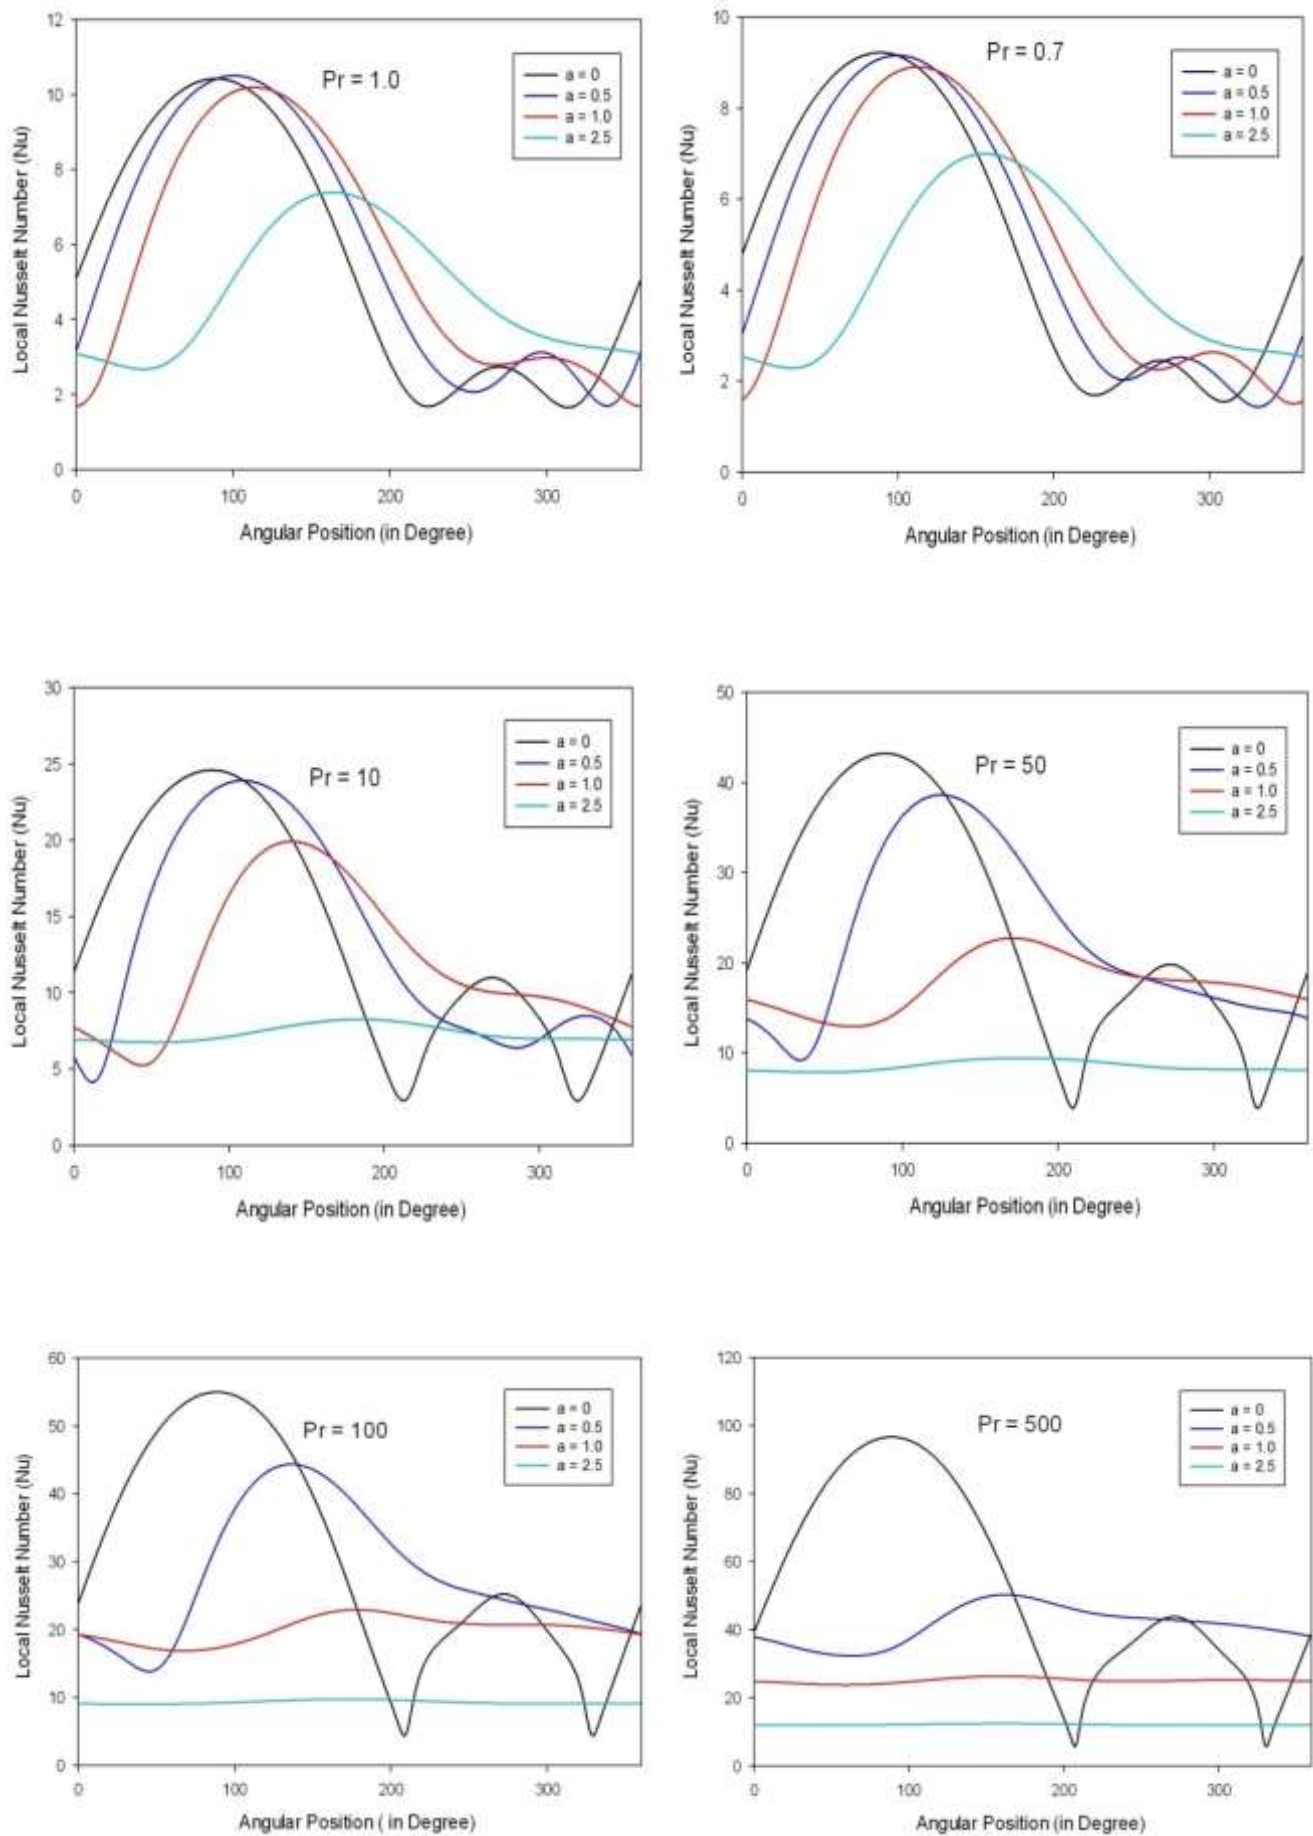 Pr = 1.0
a = 0
a = 0.5
a = 1.0
a = 2.5
Local Nusselt Number (Nu)
12
10
8
6
4
2
0
0 100 200 300
Angular Position (in Degree)
Pr = 0.7
a = 0
a = 0.5
a = 1.0
a = 2.5
Local Nusselt Number (Nu)
10
8
6
4
2
0
0 100 200 300
Angular Position (in Degree)
Pr = 10
a = 0
a = 0.5
a = 1.0
a = 2.5
Local Nusselt Number (Nu)
30
25
20
15
10
5
0
0 100 200 300
Angular Position (in Degree)
Pr = 50
a = 0
a = 0.5
a = 1.0
a = 2.5
Local Nusselt Number (Nu)
50
40
30
20
10
0
0 100 200 300
Angular Position (in Degree)
Pr = 100
a = 0
a = 0.5
a = 1.0
a = 2.5
Local Nusselt Number (Nu)
60
50
40
30
20
10
0
0 100 200 300
Angular Position ( in Degree)
Pr = 500
a = 0
a = 0.5
a = 1.0
a = 2.5
Local Nusselt Number (Nu)
120
100
80
60
40
20
0
0 100 200 300
Angular Position (in Degree)